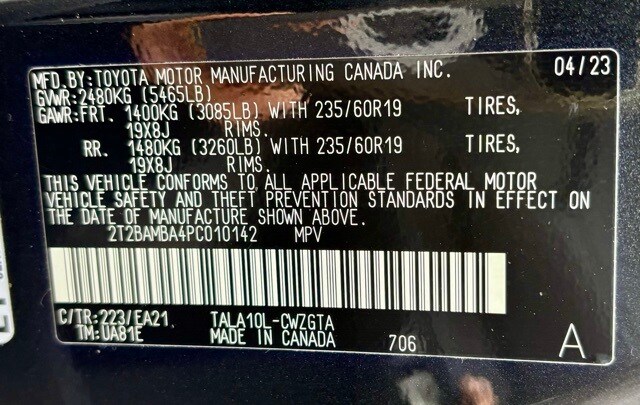 MFD.BY:TOYOTA MOTOR MANUFACTURING CANADA INC. 04/23
GVWR:2480KG (5465LB)
GAWR:FRT. 1400KG (3085LB) WITH 235/60R19 TIRES,
19X8J RIMS.
RR. 1480KG (3260LB) WITH 235/60R19 TIRES,
19X8J RIMS.
THIS VEHICLE CONFORMS TO ALL APPLICABLE FEDERAL MOTOR
VEHICLE SAFETY AND THEFT PREVENTION STANDARDS IN EFFECT ON
THE DATE OF MANUFACTURE SHOWN ABOVE.
2T2BAMBA4PC010142 MPV
C/TR:223/EA21 TALA10L-CWZGTA
TM:UA81E MADE IN CANADA 706 A